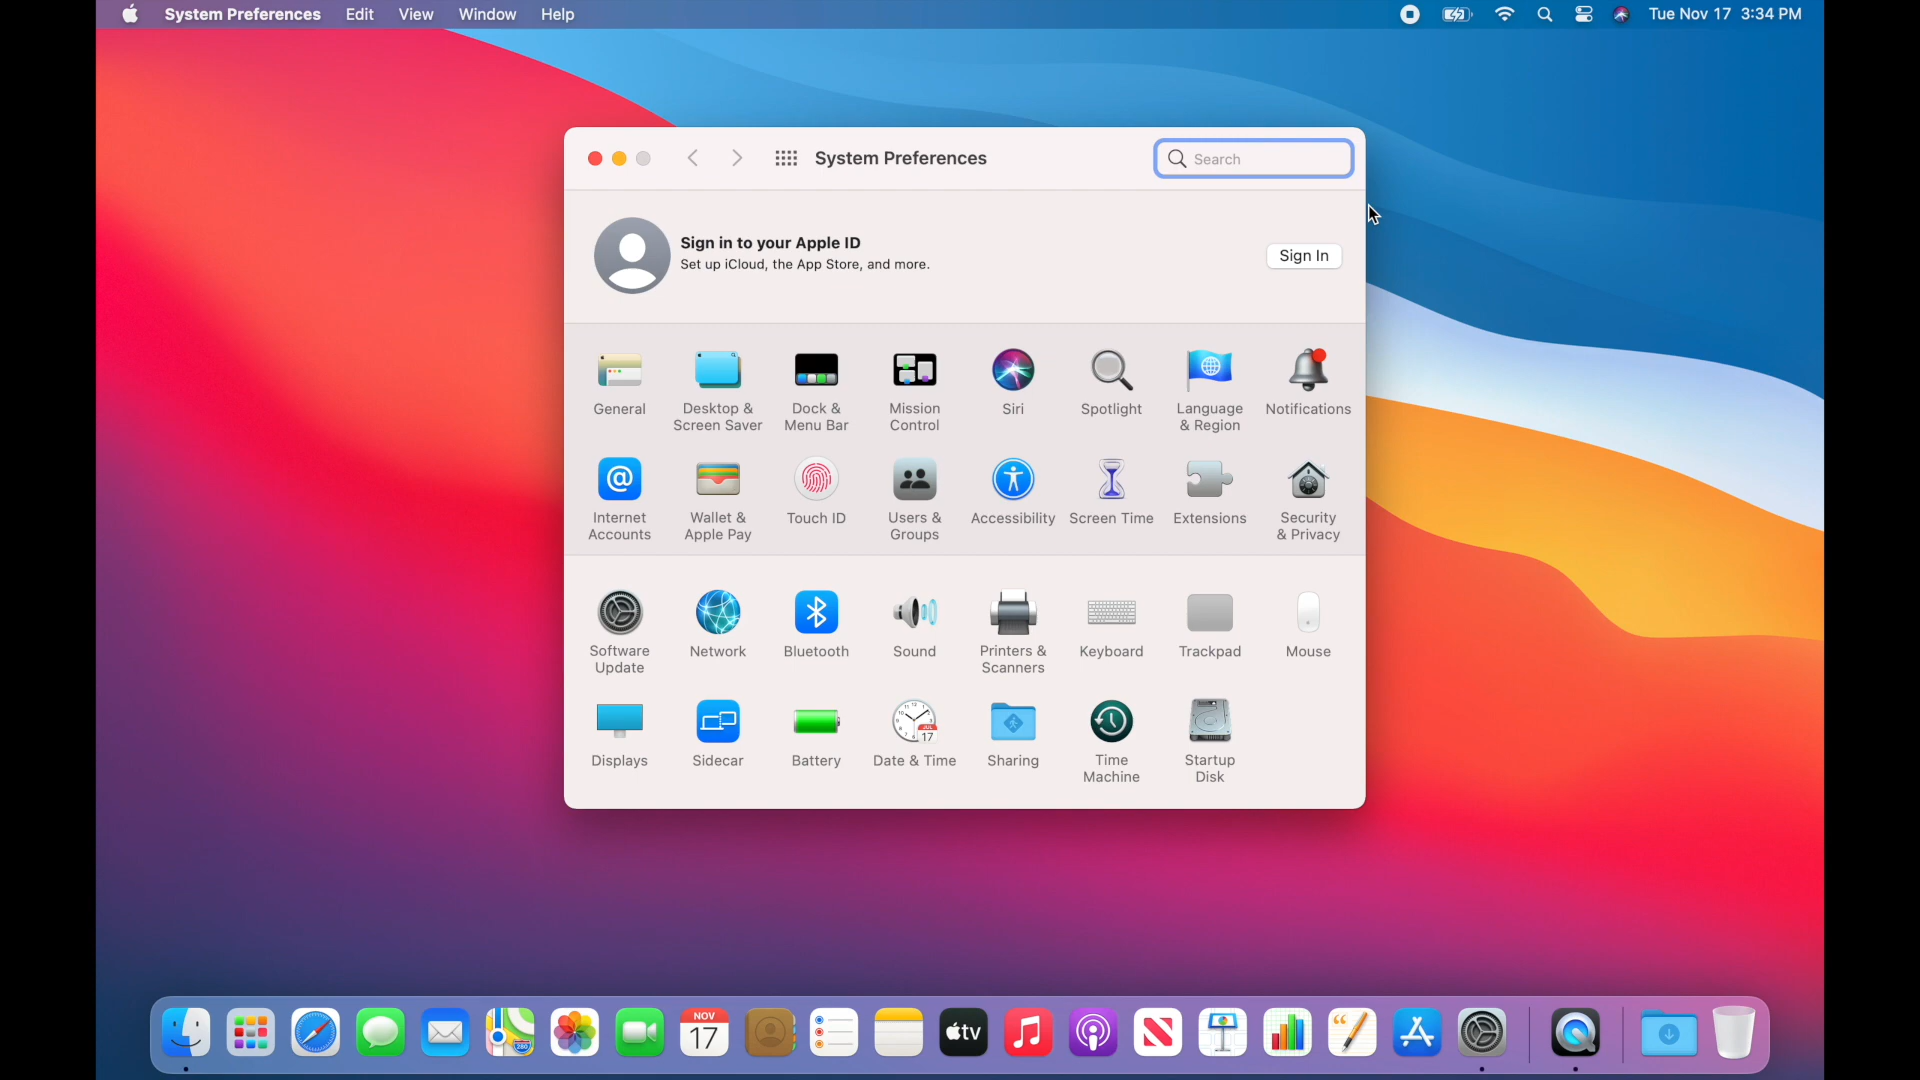 System Preferences Edit View Window Help
Tue Nov 17 3:34 PM
System Preferences
Search
Sign in to your Apple ID
Set up iCloud, the App Store, and more.
Sign In
General
Desktop &
Screen Saver
Dock &
Menu Bar
Mission
Control
Siri
Spotlight
Language
& Region
Notifications
Internet
Accounts
Wallet &
Apple Pay
Touch ID
Users &
Groups
Accessibility
Screen Time
Extensions
Security
& Privacy
Software
Update
Network
Bluetooth
Sound
Printers &
Scanners
Keyboard
Trackpad
Mouse
Displays
Sidecar
Battery
JUL
17
Date & Time
Sharing
Time
Machine
Startup
Disk
280
NOV
17
tv